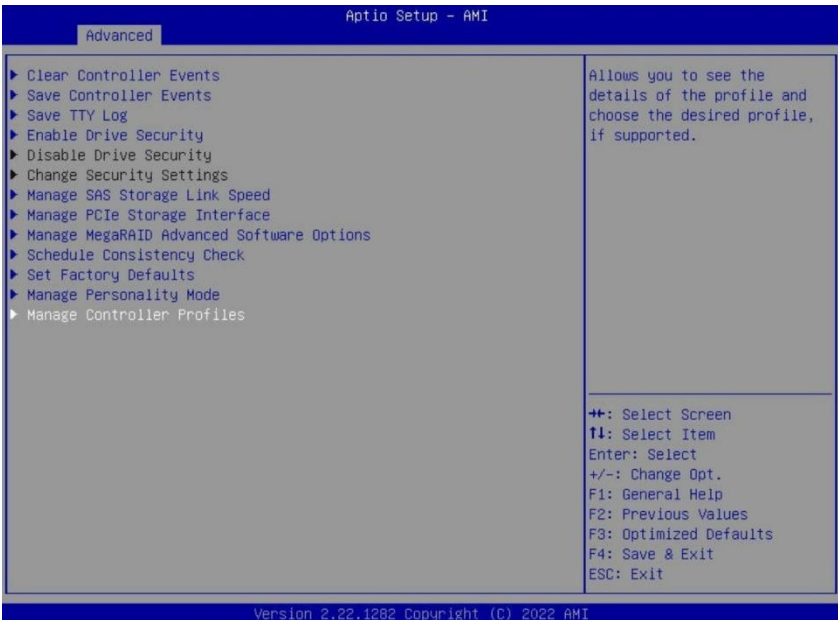 Aptio Setup – AMI
Advanced
Clear Controller Events
Save Controller Events
Save TTY Log
Enable Drive Security
Disable Drive Security
Change Security Settings
Manage SAS Storage Link Speed
Manage PCIe Storage Interface
Manage MegaRAID Advanced Software Options
Schedule Consistency Check
Set Factory Defaults
Manage Personality Mode
Manage Controller Profiles
Allows you to see the
details of the profile and
choose the desired profile,
if supported.
→←: Select Screen
↑↓: Select Item
Enter: Select
+/-: Change Opt.
F1: General Help
F2: Previous Values
F3: Optimized Defaults
F4: Save & Exit
ESC: Exit
Version 2.22.1282 Copyright (C) 2022 AMI